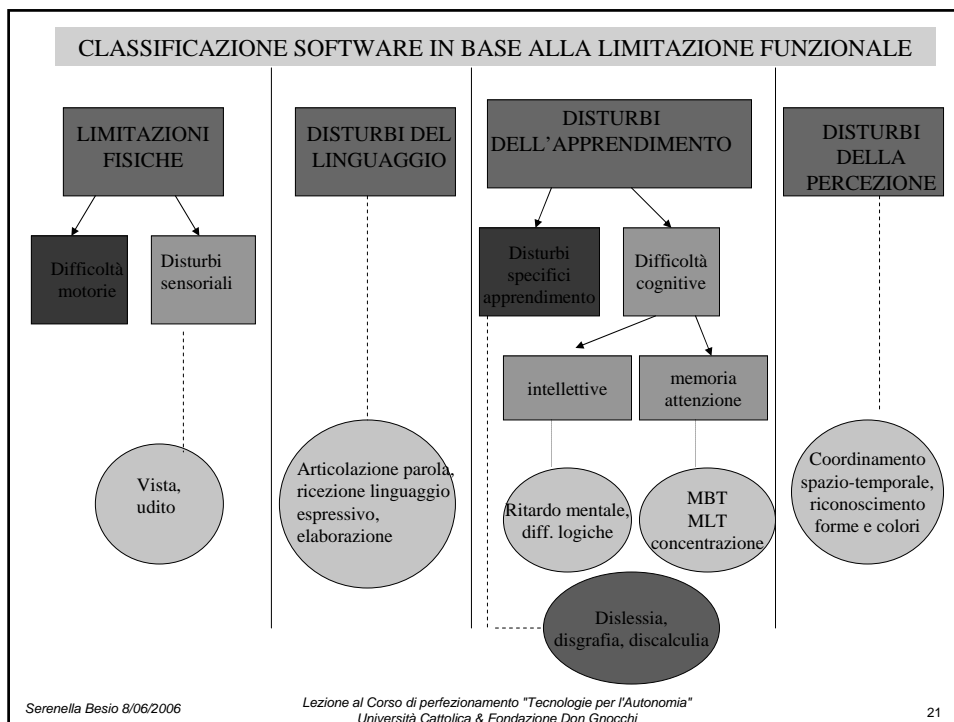 CLASSIFICAZIONE SOFTWARE IN BASE ALLA LIMITAZIONE FUNZIONALE
LIMITAZIONI
FISICHE
Difficoltà
motorie
Disturbi
sensoriali
Vista,
udito
DISTURBI DEL
LINGUAGGIO
Articolazione parola,
ricezione linguaggio
espressivo,
elaborazione
DISTURBI
DELL’APPRENDIMENTO
Disturbi
specifici
apprendimento
Difficoltà
cognitive
intellettive
memoria
attenzione
Ritardo mentale,
diff. logiche
MBT
MLT
concentrazione
Dislessia,
disgrafia, discalculia
DISTURBI
DELLA
PERCEZIONE
Coordinamento
spazio-temporale,
riconoscimento
forme e colori
Serenella Besio 8/06/2006
Lezione al Corso di perfezionamento "Tecnologie per l'Autonomia"
Università Cattolica & Fondazione Don Gnocchi
21